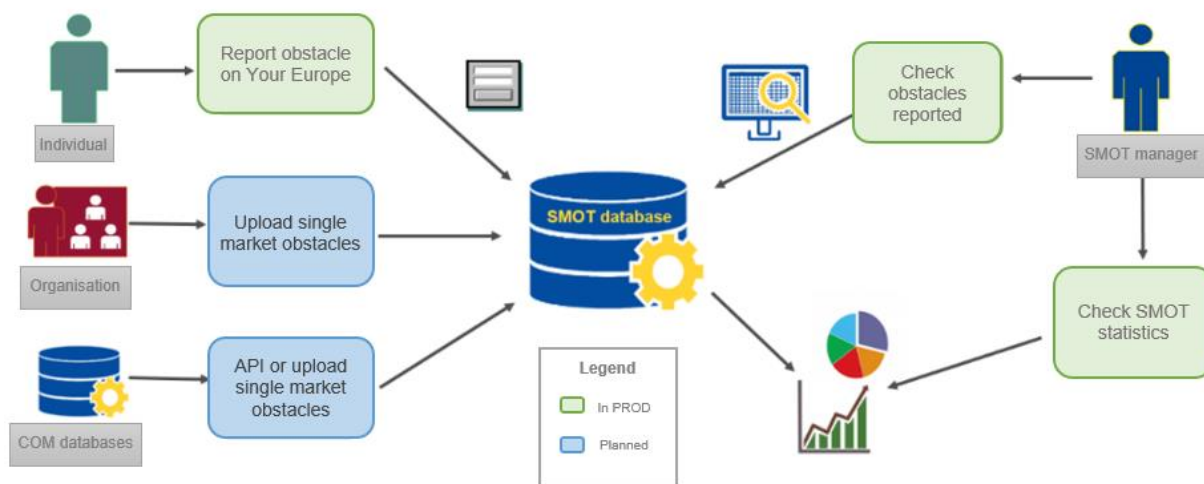 Report obstacle
on Your Europe
Individual
Check
obstacles
reported
SMOT manager
Upload single
market obstacles
Organisation
SMOT database
API or upload
single market
obstacles
COM databases
Check SMOT
statistics
Legend
In PROD
Planned